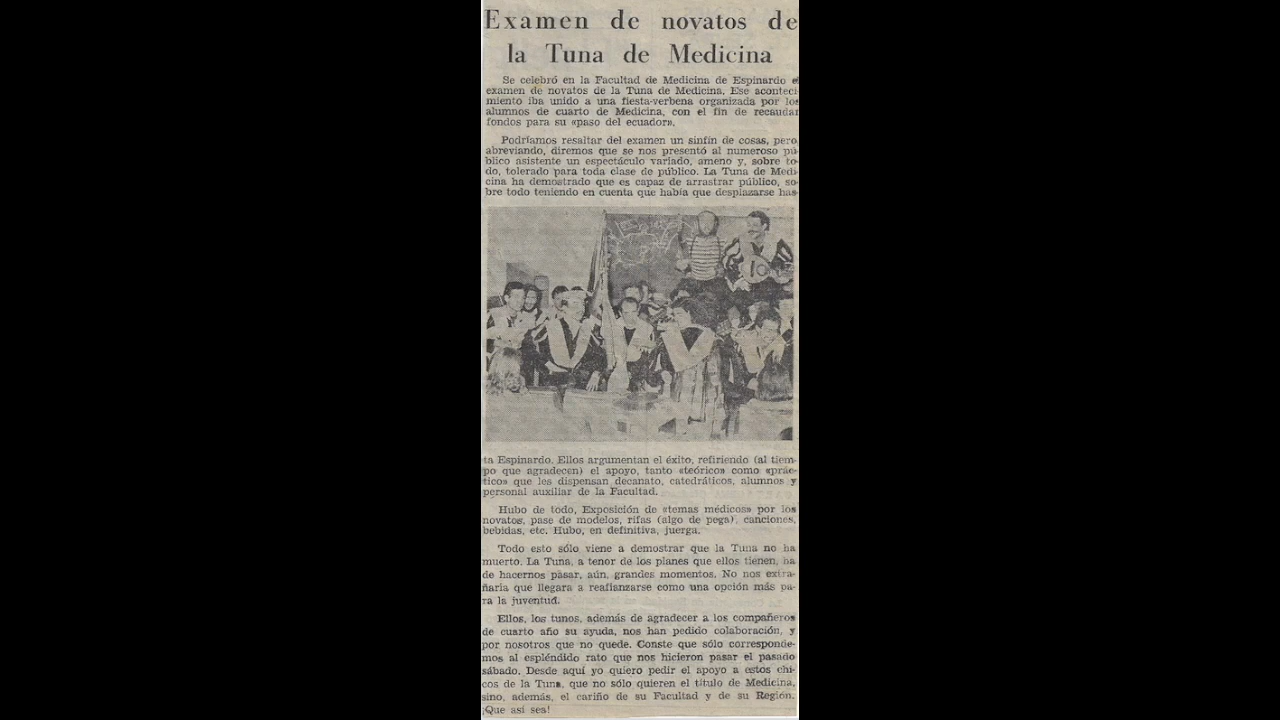 Examen de novatos de
la Tuna de Medicina
Se celebró en la Facultad de Medicina de Espinardo el
examen de novatos de la Tuna de Medicina. Ese aconteci-
miento iba unido a una fiesta-verbena organizada por los
alumnos de cuarto de Medicina, con el fin de recaudar
fondos para su «paso del ecuador».
Podríamos resaltar del examen un sinfín de cosas, pero
abreviando, diremos que se nos presentó al numeroso pú-
blico asistente un espectáculo variado, ameno y, sobre to-
do, tolerado para toda clase de público. La Tuna de Medi-
cina ha demostrado que es capaz de arrastrar público, so-
bre todo teniendo en cuenta que había que desplazarse has-
ta Espinardo. Ellos argumentan el éxito, refiriendo (al tiem-
po que agradecen) el apoyo, tanto «teórico» como «prác-
tico» que les dispensan decanato, catedráticos, alumnos y
personal auxiliar de la Facultad.
Hubo de todo, Exposición de «temas médicos» por los
novatos, pase de modelos, rifas (algo de pega), canciones,
bebidas, etc. Hubo, en definitiva, juerga.
Todo esto sólo viene a demostrar que la Tuna no ha
muerto. La Tuna, a tenor de los planes que ellos tienen, ha
de hacernos pasar, aún, grandes momentos. No nos extra-
ñaría que llegara a reafianzarse como una opción más pa-
ra la juventud.
Ellos, los tunos, además de agradecer a los compañeros
de cuarto año su ayuda, nos han pedido colaboración, y
por nosotros que no quede. Conste que sólo corresponde-
mos al espléndido rato que nos hicieron pasar el pasado
sábado. Desde aquí yo quiero pedir el apoyo a estos chi-
cos de la Tuna, que no sólo quieren el título de Medicina,
sino, además, el cariño de su Facultad y de su Región.
¡Que así sea!